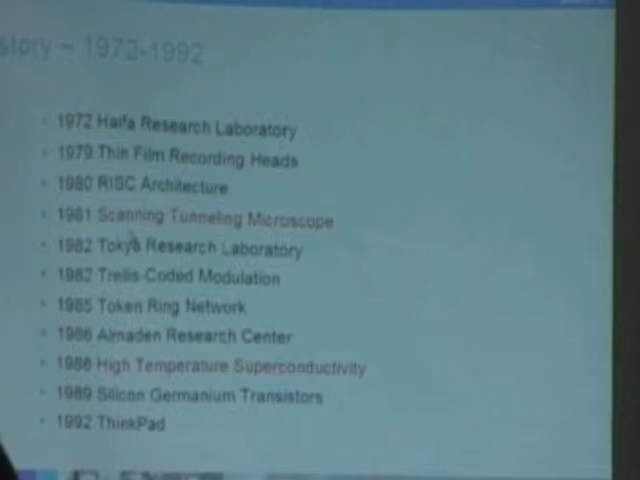 story – 1972-1992
1972 Haifa Research Laboratory
1979 Thin Film Recording Heads
1980 RISC Architecture
1981 Scanning Tunneling Microscope
1982 Tokyo Research Laboratory
1982 Trellis Coded Modulation
1985 Token Ring Network
1986 Almaden Research Center
1986 High Temperature Superconductivity
1989 Silicon Germanium Transistors
1992 ThinkPad